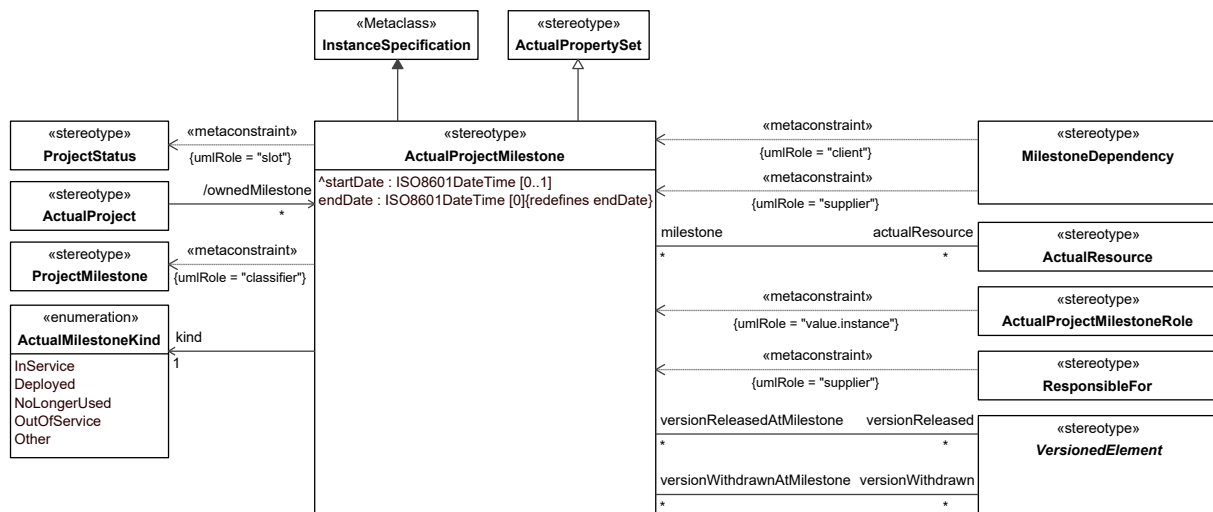 «Metaclass»
InstanceSpecification
«stereotype»
ActualPropertySet
«stereotype»
ProjectStatus
«metaconstraint»
{umlRole = "slot"}
«stereotype»
ActualProject
/ownedMilestone
*
«stereotype»
ProjectMilestone
«metaconstraint»
{umlRole = "classifier"}
«enumeration»
ActualMilestoneKind
InService
Deployed
NoLongerUsed
OutOfService
Other
kind
1
«stereotype»
ActualProjectMilestone
^startDate : ISO8601DateTime [0..1]
endDate : ISO8601DateTime [0]{redefines endDate}
«metaconstraint»
{umlRole = "client"}
«metaconstraint»
{umlRole = "supplier"}
«stereotype»
MilestoneDependency
milestone
*
actualResource
*
«stereotype»
ActualResource
«metaconstraint»
{umlRole = "value.instance"}
«stereotype»
ActualProjectMilestoneRole
«metaconstraint»
{umlRole = "supplier"}
«stereotype»
ResponsibleFor
versionReleasedAtMilestone
*
versionReleased
*
versionWithdrawnAtMilestone
*
versionWithdrawn
*
«stereotype»
VersionedElement